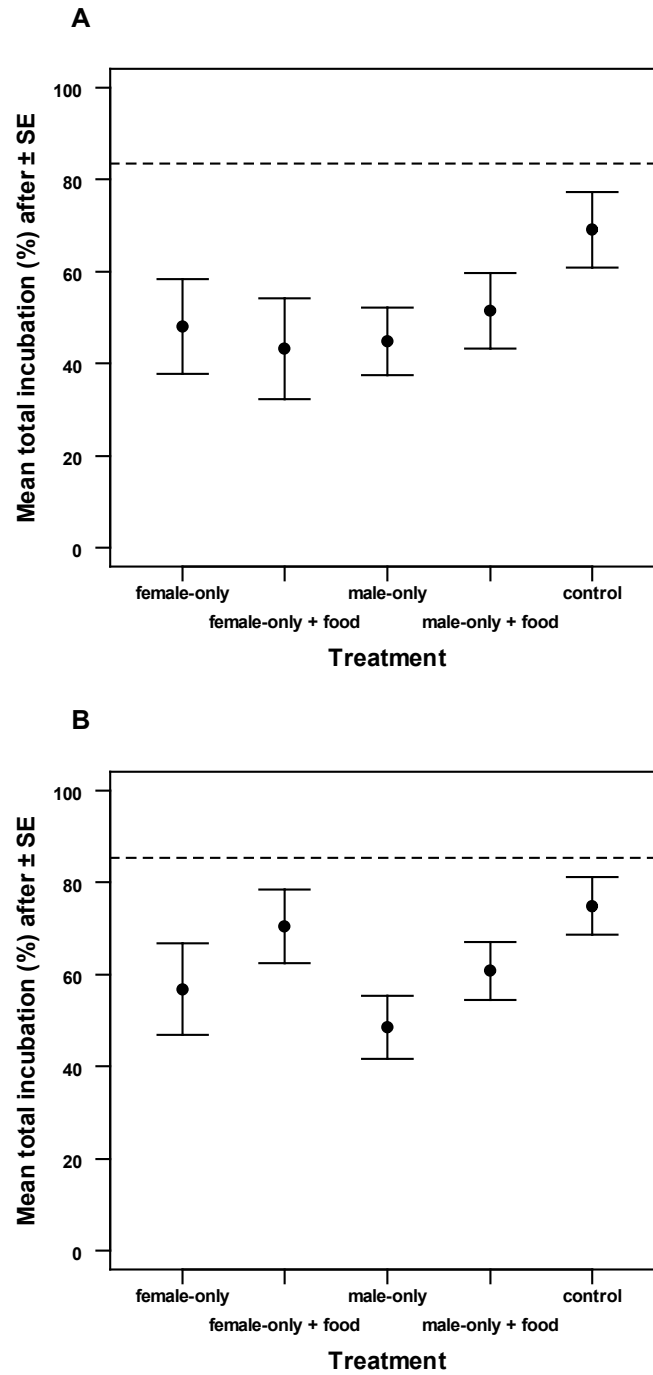 A
Mean total incubation (%) after ± SE
100
80
60
40
20
0
female-only male-only control
female-only + food male-only + food
Treatment
B
Mean total incubation (%) after ± SE
100
80
60
40
20
0
female-only male-only control
female-only + food male-only + food
Treatment